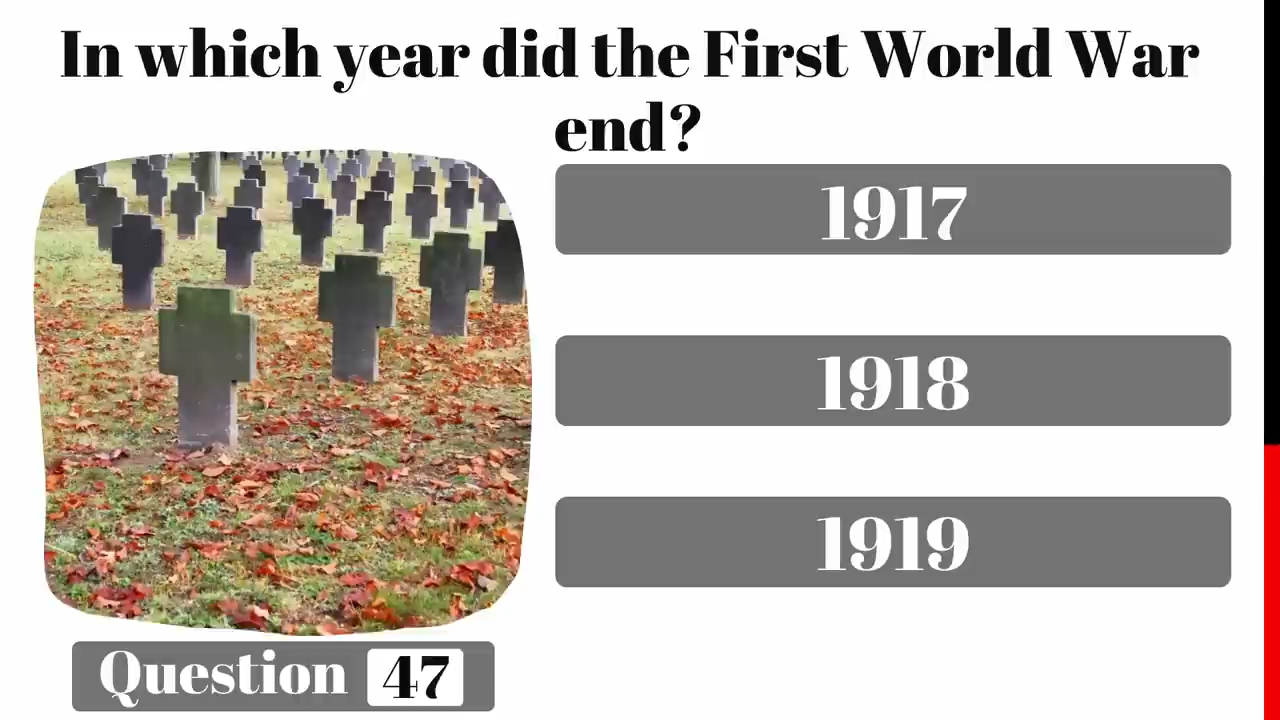 In which year did the First World War
end?
1917
1918
1919
Question 47